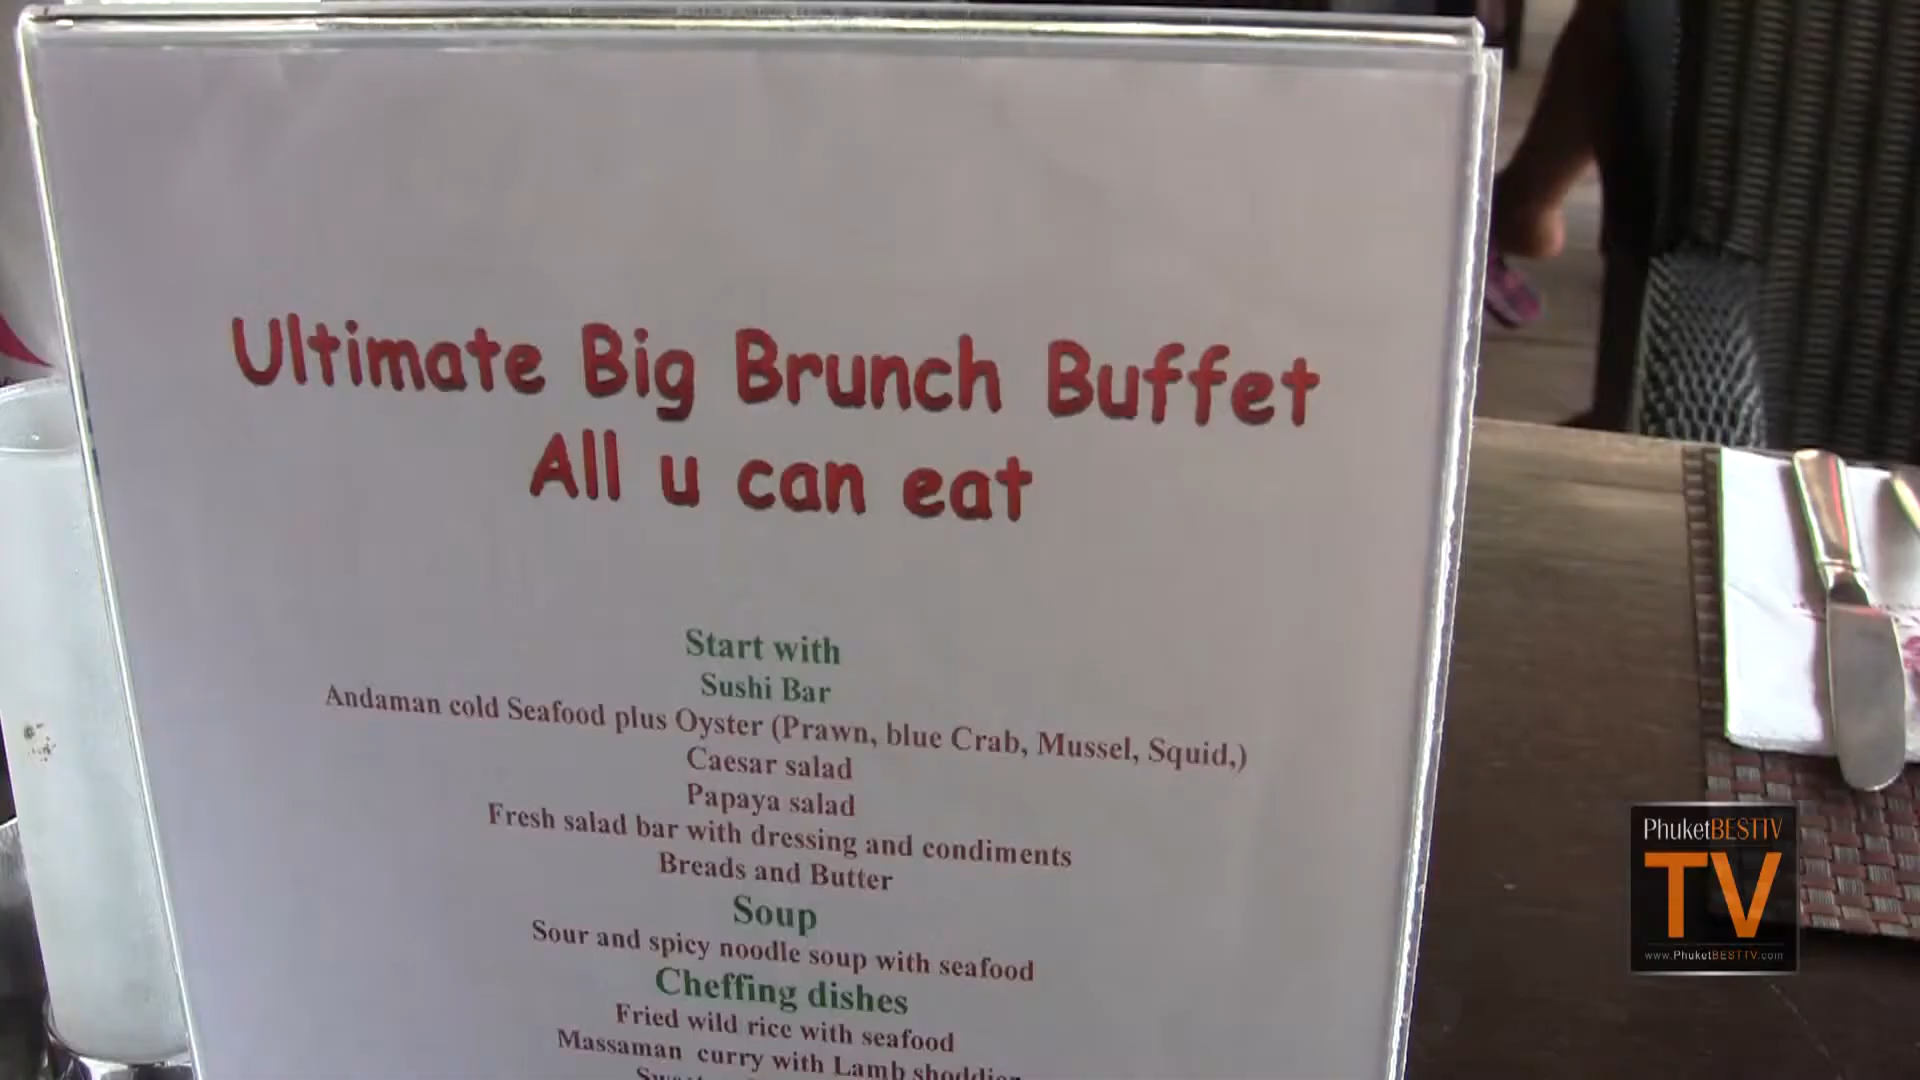 Ultimate Big Brunch Buffet
All u can eat
Start with
Sushi Bar
Andaman cold Seafood plus Oyster (Prawn, blue Crab, Mussel, Squid,)
Caesar salad
Papaya salad
Fresh salad bar with dressing and condiments
Breads and Butter
Soup
Sour and spicy noodle soup with seafood
Cheffing dishes
Fried wild rice with seafood
Massaman curry with Lamb
PhuketBESTTV
TV
www.PhuketBESTTV.com